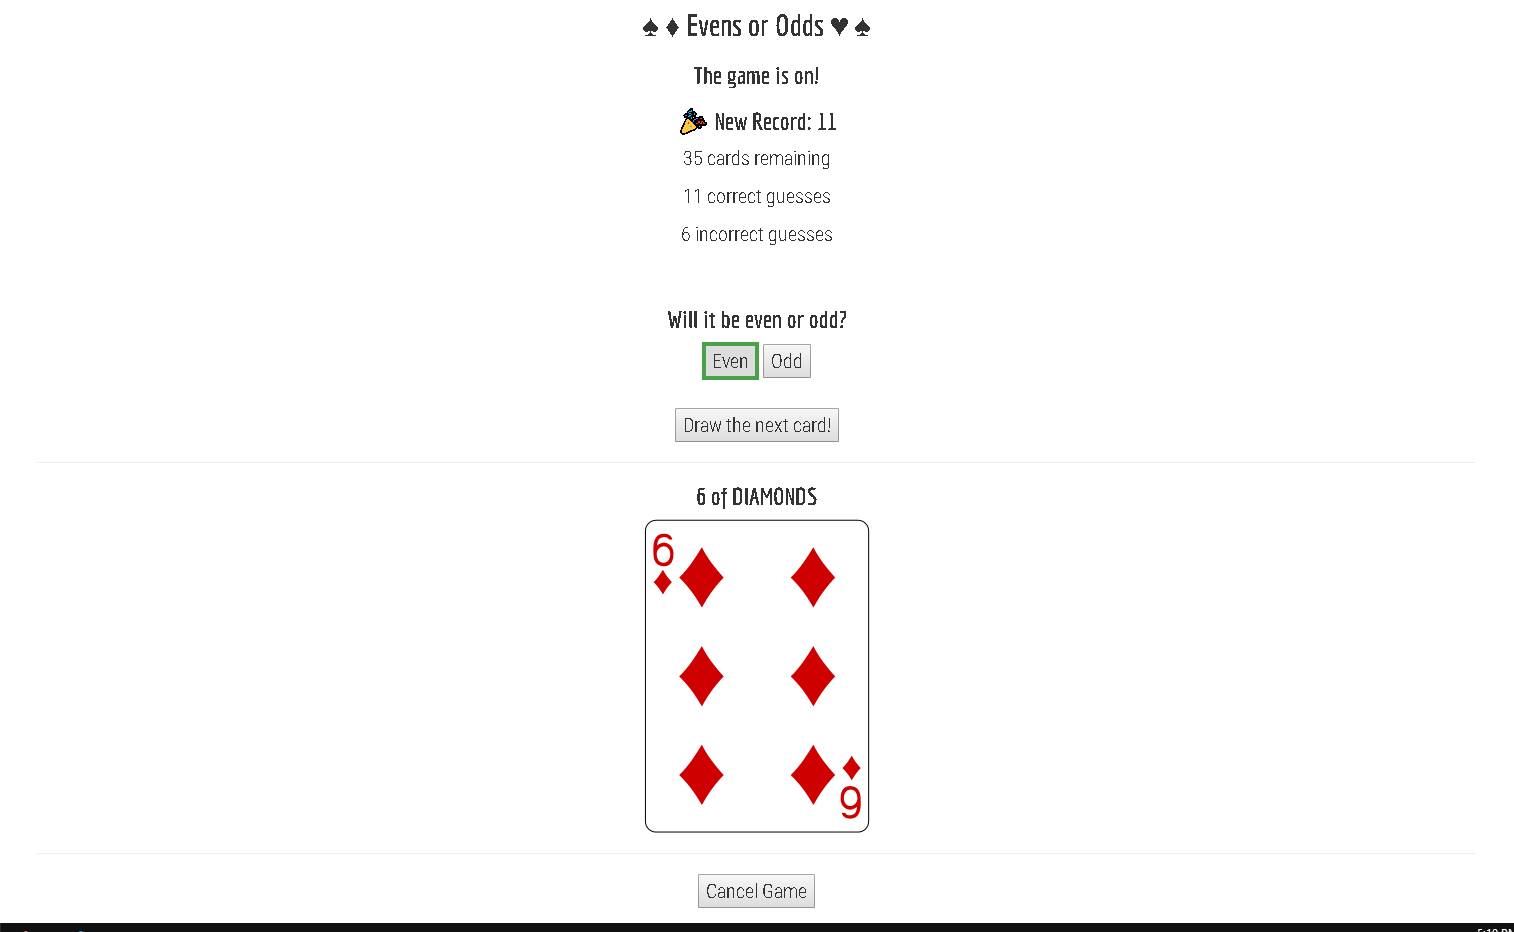 ♠ ♦ Evens or Odds ♥ ♠
The game is on!
New Record: 11
35 cards remaining
11 correct guesses
6 incorrect guesses
Will it be even or odd?
Even Odd
Draw the next card!
6 of DIAMONDS
6
6
Cancel Game